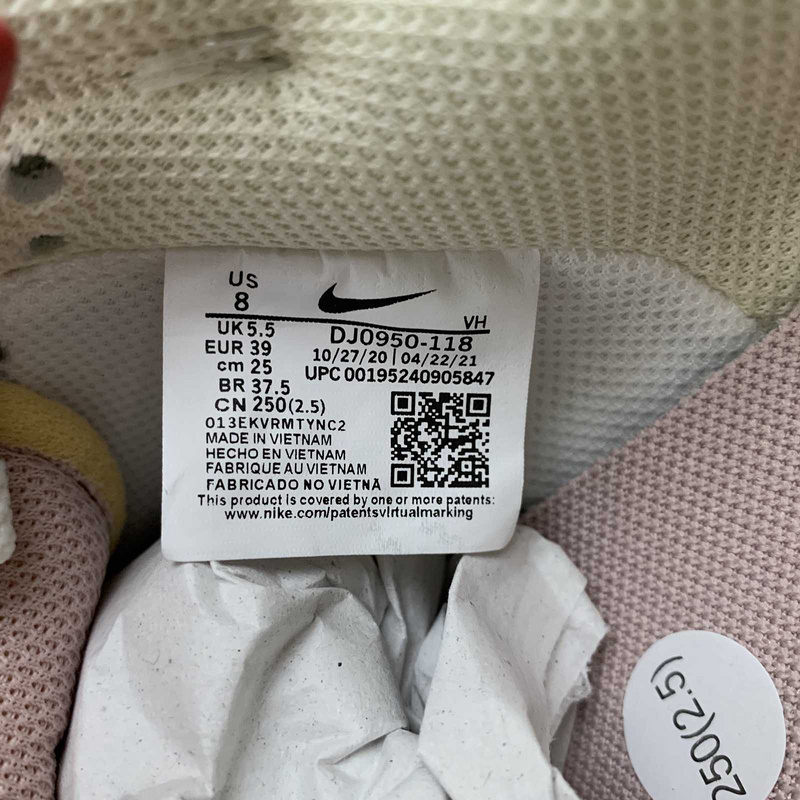 US
8
VH
UK 5.5
DJ0950-118
EUR 39
10/27/20 | 04/22/21
cm 25
UPC 00195240905847
BR 37.5
CN 250(2.5)
013EKVRMTYNC2
MADE IN VIETNAM
HECHO EN VIETNAM
FABRIQUE AU VIETNAM
FABRICADO NO VIETNÃ
This product is covered by one or more patents:
www.nike.com/patentsvirtualmarking
250(2.5)